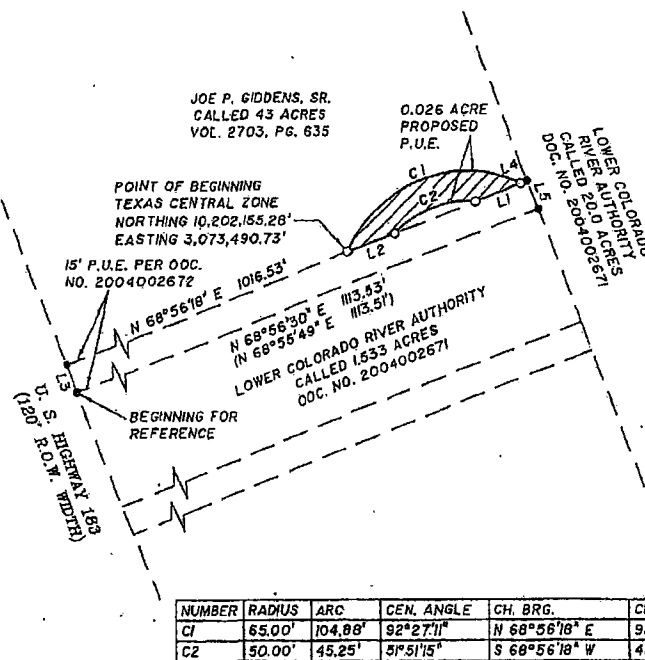 JOE P. GIDDENS, SR.
CALLED 43 ACRES
VOL. 2703, PG. 635
0.026 ACRE
PROPOSED
P.U.E.
C1
C2
L4
L1
L5
L2
LOWER COLORADO
RIVER AUTHORITY
CALLED 20.0 ACRES
DOC. NO. 2004002671
POINT OF BEGINNING
TEXAS CENTRAL ZONE
NORTHING 10,202,155.28'
EASTING 3,073,490.73'
15' P.U.E. PER DOC.
NO. 2004002672
N 68°56'18" E 1016.53'
N 68°56'30" E 1113.53'
(N 68°55'49" E 1113.51')
LOWER COLORADO RIVER AUTHORITY
CALLED 1.533 ACRES
DOC. NO. 2004002671
L3
BEGINNING FOR
REFERENCE
U. S. HIGHWAY 183
(120' R.O.W. WIDTH)
NUMBER RADIUS ARC CEN. ANGLE CH. BRG.
C1 65.00' 104.88' 92°27'11" N 68°56'18" E
C2 50.00' 45.25' 51°51'15" S 68°56'18" W